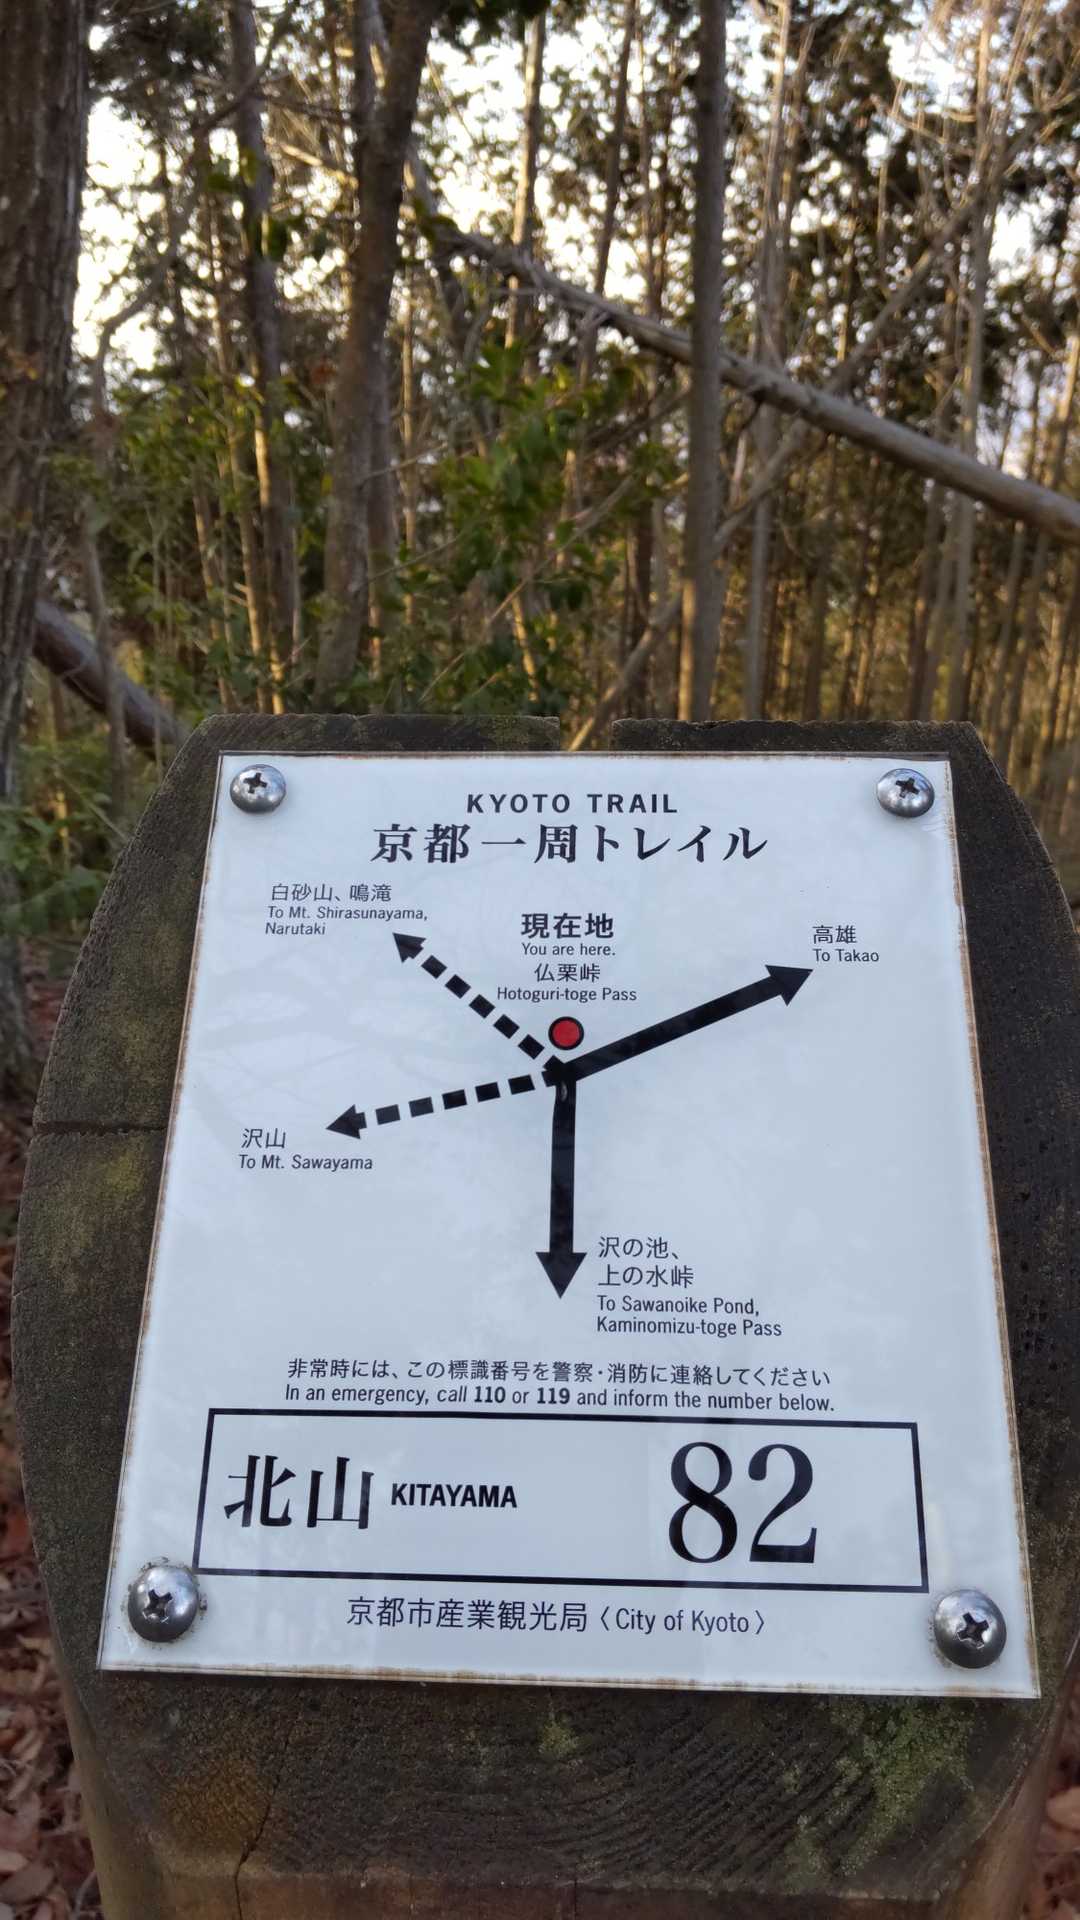 KYOTO TRAIL
京都一周トレイル
白砂山、鳴滝
To Mt. Shirasunayama,
Narutaki
現在地
You are here.
仏栗峠
Hotoguri-toge Pass
高雄
To Takao
沢山
To Mt. Sawayama
沢の池、
上の水峠
To Sawanoike Pond,
Kaminomizu-toge Pass
非常時には、この標識番号を警察・消防に連絡してください
In an emergency, call 110 or 119 and inform the number below.
北山 KITAYAMA 82
京都市産業観光局〈City of Kyoto〉